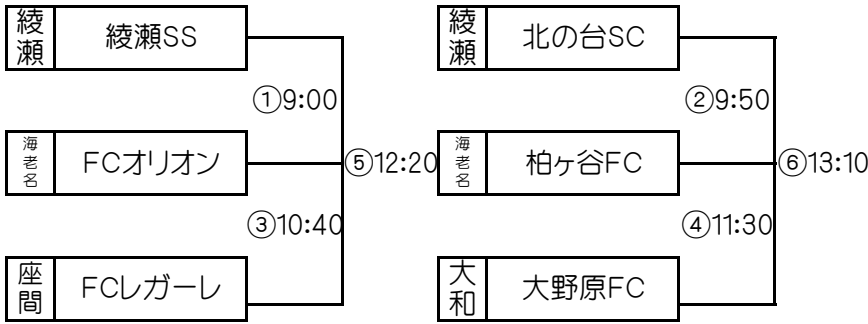 綾瀬 綾瀬SS
①9:00
海老名 FCオリオン
⑤12:20
③10:40
座間 FCレガーレ
綾瀬 北の台SC
②9:50
海老名 柏ヶ谷FC
⑥13:10
④11:30
大和 大野原FC